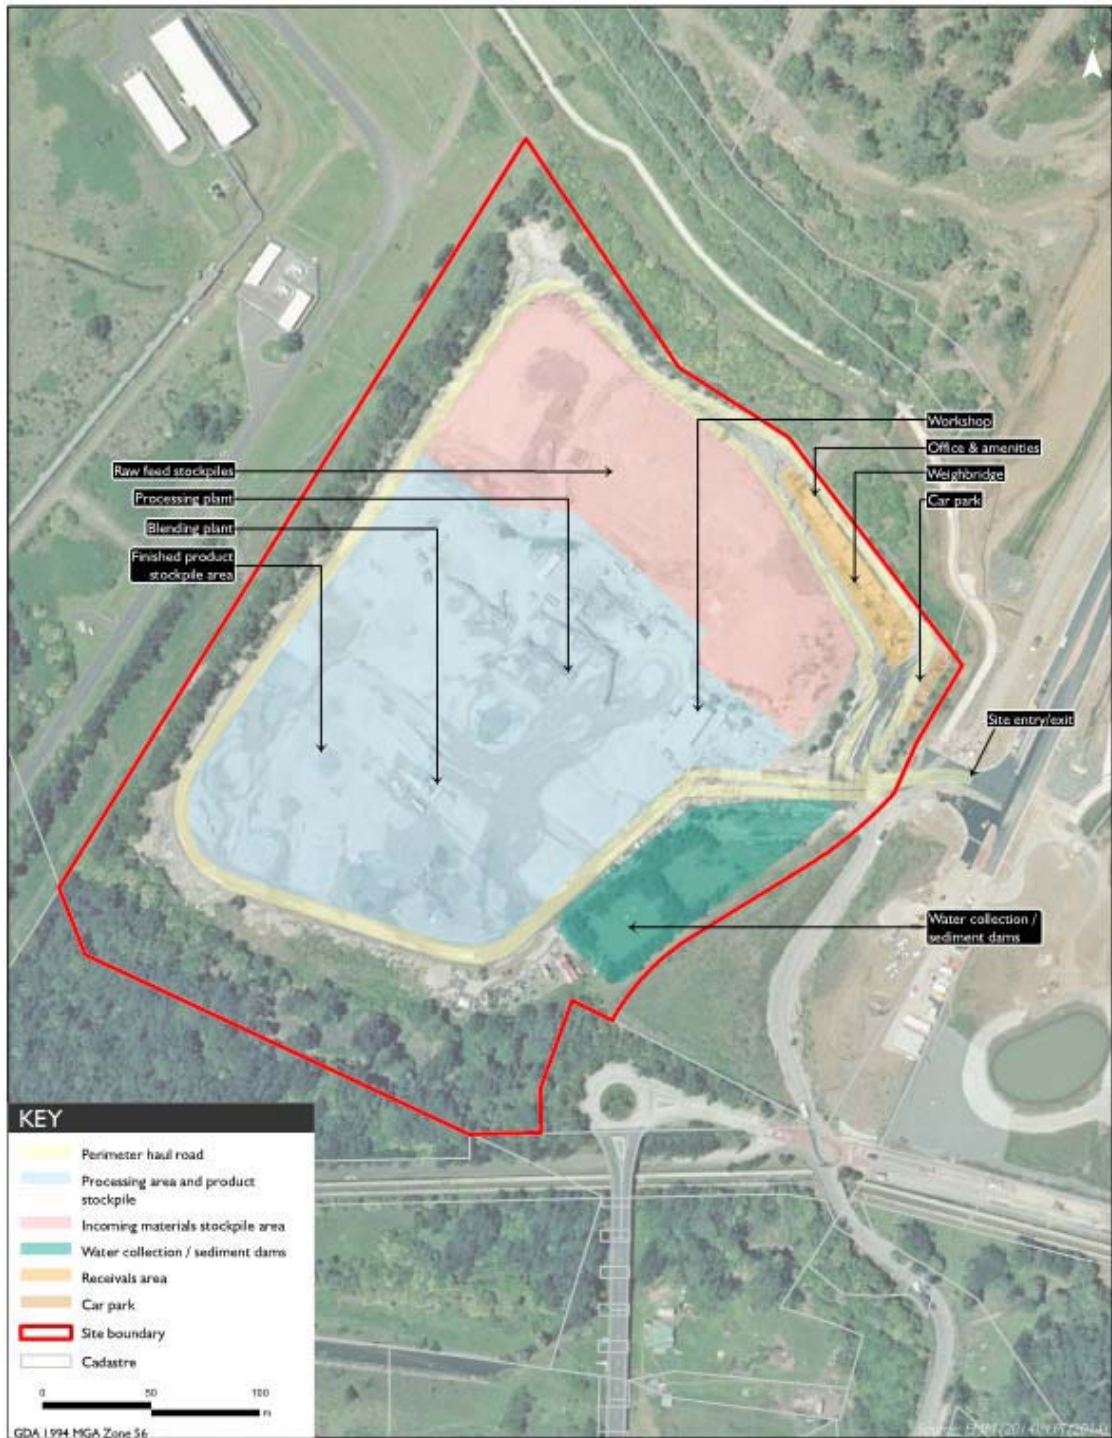 Workshop
Office & amenities
Weighbridge
Car park
Raw feed stockpiles
Processing plant
Blending plant
Finished product
stockpile area
Site entry/exit
Water collection /
sediment dams
KEY
Perimeter haul road
Processing area and product
stockpile
Incoming materials stockpile area
Water collection / sediment dams
Receivals area
Car park
Site boundary
Cadastre
0 50 100
m
GDA 1994 MGA Zone 56